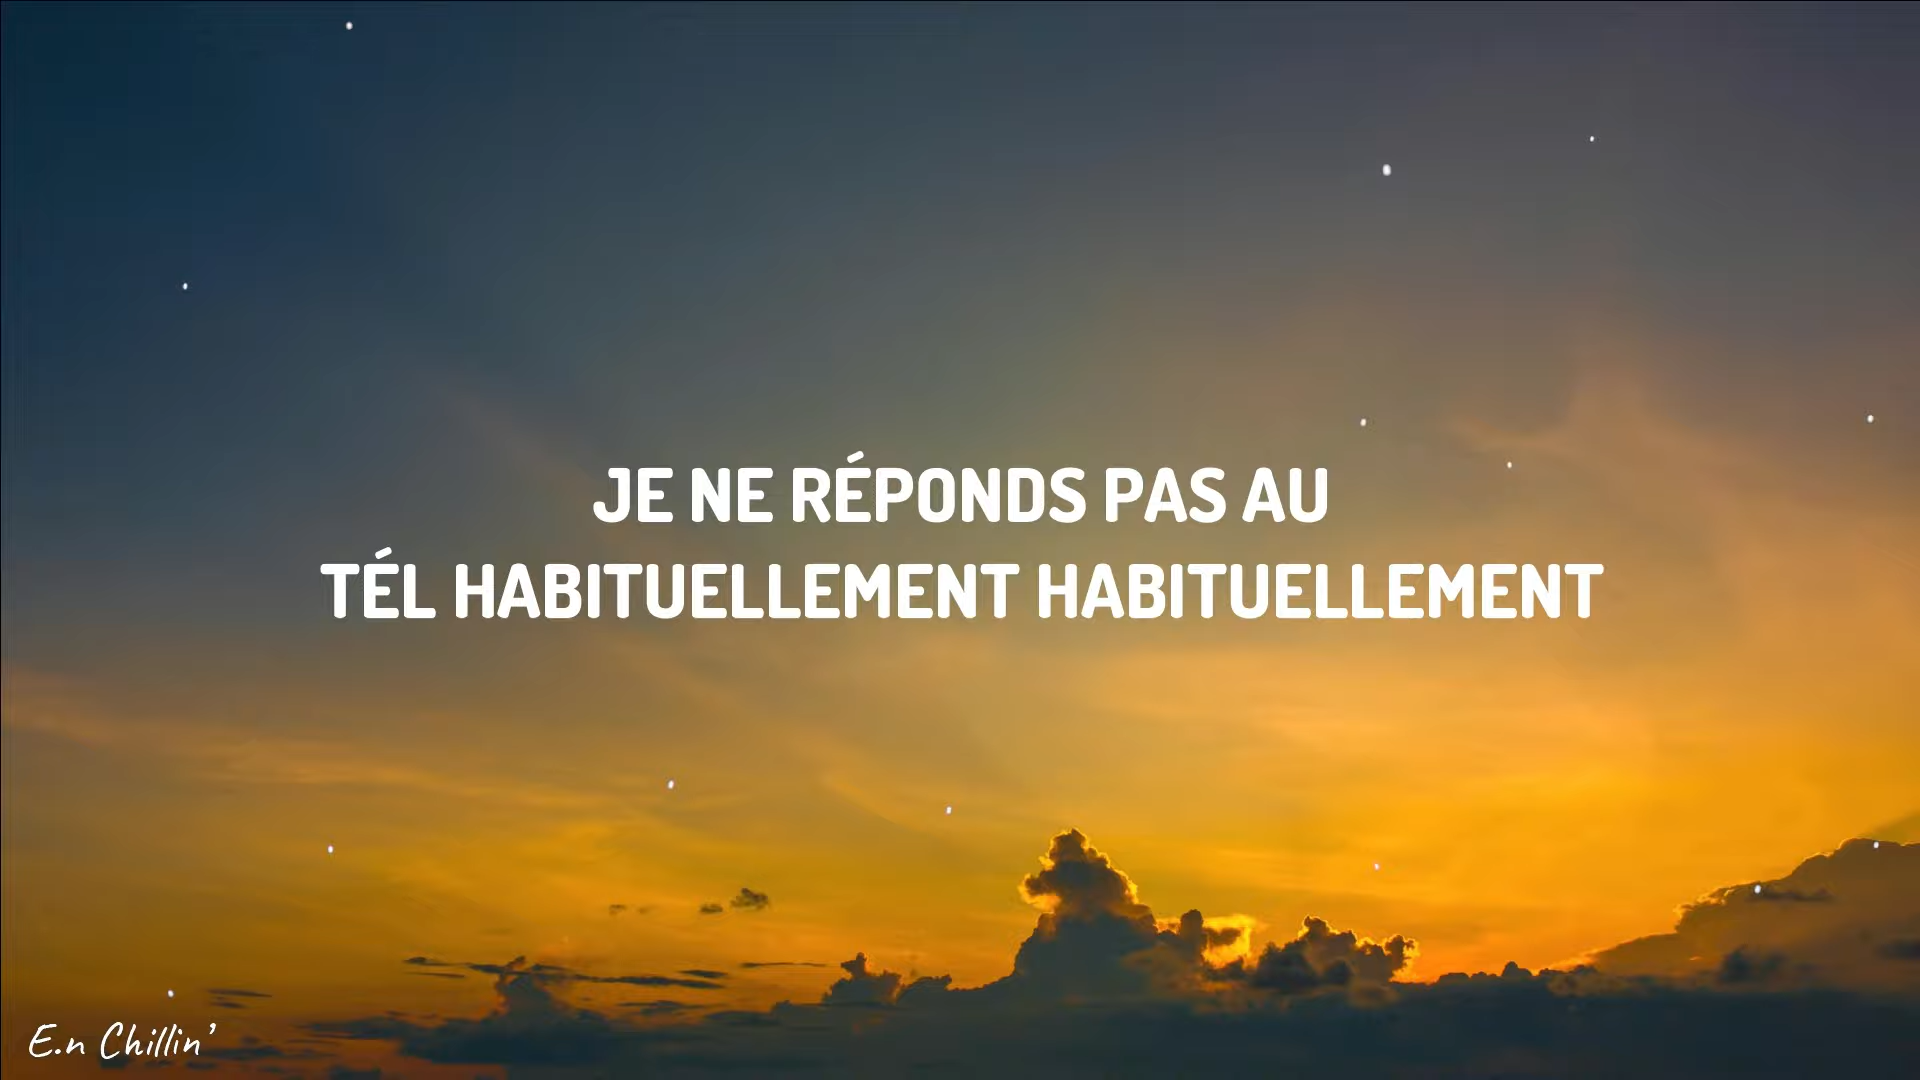 JE NE RÉPONDS PAS AU
TÉL HABITUELLEMENT HABITUELLEMENT
E.n Chillin'